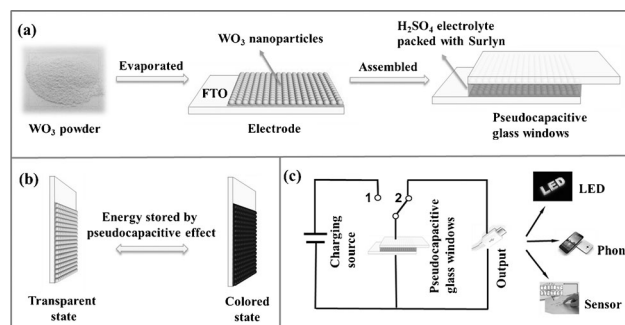 (a)
WO₃ powder
Evaporated
WO₃ nanoparticles
FTO
Electrode
Assembled
H₂SO₄ electrolyte
packed with Surlyn
Pseudocapacitive
glass windows
(b)
Transparent
state
Energy stored by
pseudocapacitive effect
Colored
state
(c)
1
2
Charging
source
Pseudocapacitive
glass windows
Output
LED
LED
Phon
Sensor